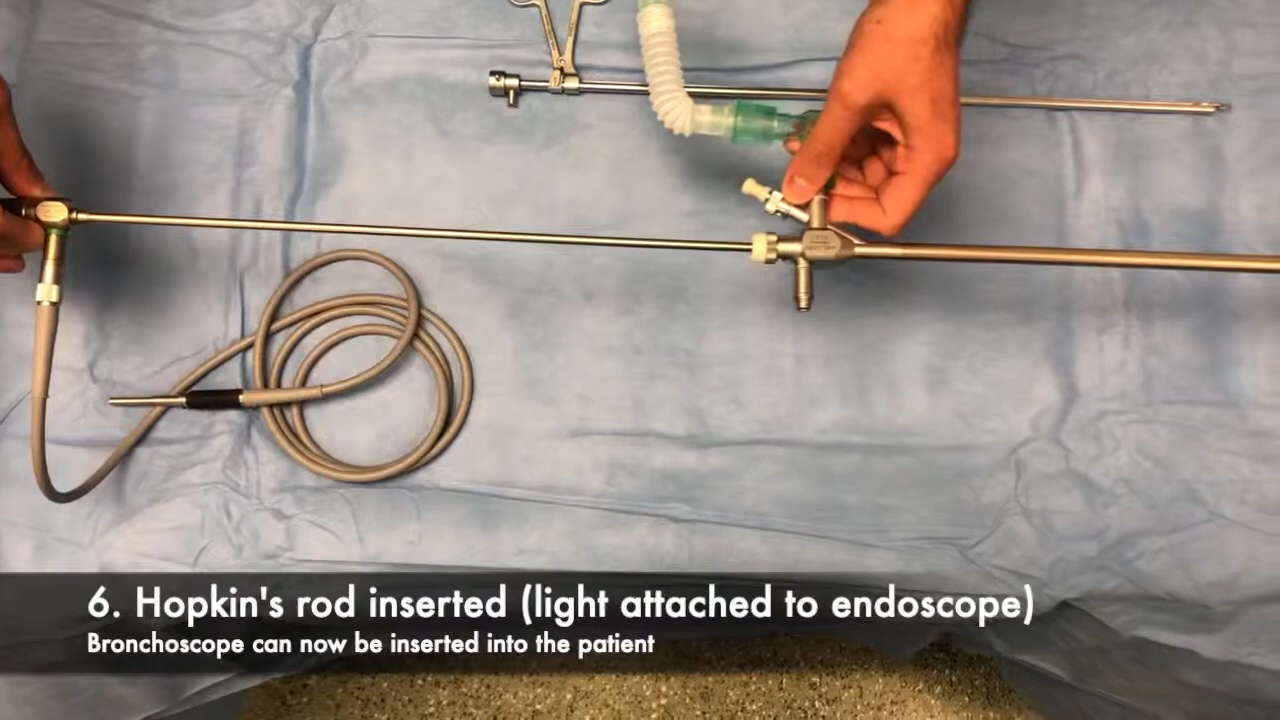 6. Hopkin's rod inserted (light attached to endoscope)
Bronchoscope can now be inserted into the patient